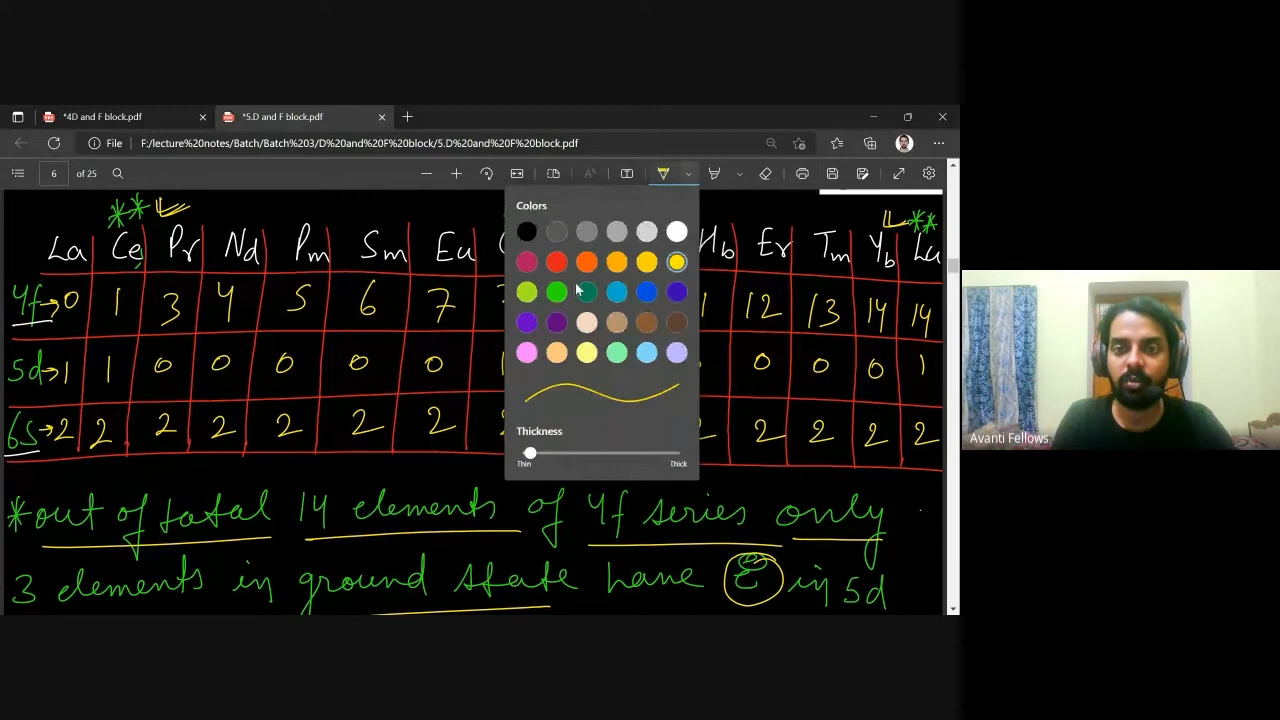 *4D and F block.pdf
*5.D and F block.pdf
File F:/lecture%20notes/Batch/Batch%203/D%20and%20F%20block/5.D%20and%20F%20block.pdf
6 of 25
Colors
** **
La Ce Pr Nd Pm Sm Eu Hb Er Tm Yb Lu
4f→0 1 3 4 5 6 7 12 13 14 14
5d→1 1 0 0 0 0 0 0 0 0 1
6s→2 2 2 2 2 2 2 2 2 2 2
Thickness
Thin Thick
*out of total 14 elements of 4f series only
3 elements in ground state have in 5d
Avanti Fellows